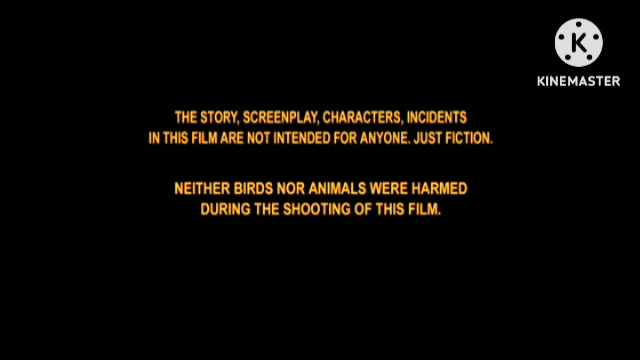 KINEMASTER
THE STORY, SCREENPLAY, CHARACTERS, INCIDENTS
IN THIS FILM ARE NOT INTENDED FOR ANYONE. JUST FICTION.
NEITHER BIRDS NOR ANIMALS WERE HARMED
DURING THE SHOOTING OF THIS FILM.